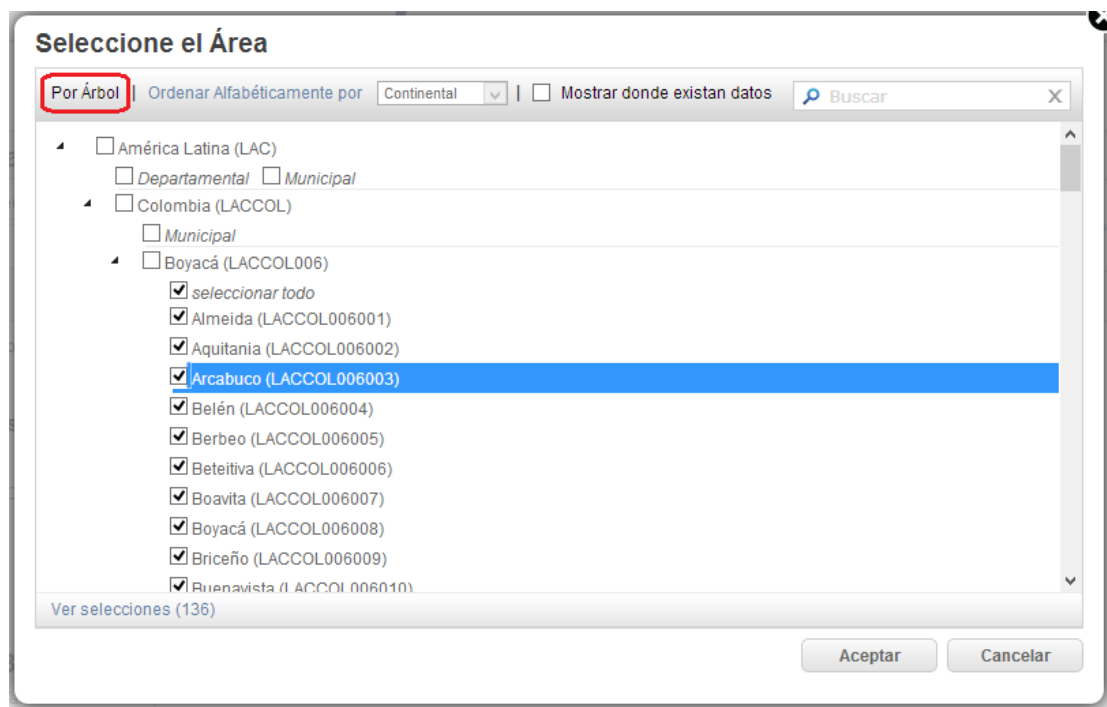 Seleccione el Área
Por Árbol | Ordenar Alfabéticamente por Continental | Mostrar donde existan datos Buscar X
América Latina (LAC)
Departamental Municipal
Colombia (LACCOL)
Municipal
Boyacá (LACCOL006)
seleccionar todo
Almeida (LACCOL006001)
Aquitania (LACCOL006002)
Arcabuco (LACCOL006003)
Belén (LACCOL006004)
Berbeo (LACCOL006005)
Beteitiva (LACCOL006006)
Boavita (LACCOL006007)
Boyacá (LACCOL006008)
Briceño (LACCOL006009)
Buenavista (LACCOL006010)
Ver selecciones (136)
Aceptar Cancelar